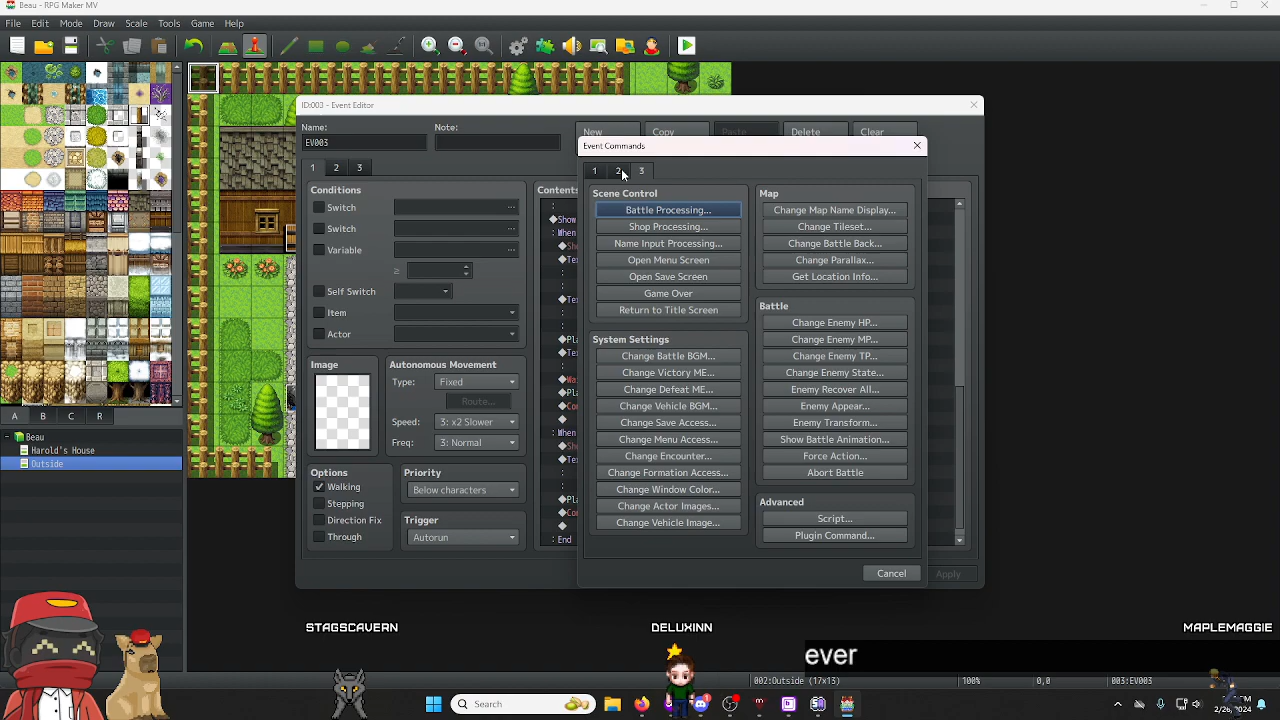 Beau - RPG Maker MV
File Edit Mode Draw Scale Tools Game Help
ID:003 - Event Editor
Name:
EV003
Note:
New
Copy
Paste
Delete
Clear
1 2 3
Conditions
Switch
Switch
Variable
≥
Self Switch
Item
Actor
Image
Autonomous Movement
Type: Fixed
Route...
Speed: 3: x2 Slower
Freq: 3: Normal
Options
Walking
Stepping
Direction Fix
Through
Priority
Below characters
Trigger
Autorun
Contents
◆Show
: When
: End
Event Commands
1 2 3
Scene Control
Battle Processing...
Shop Processing...
Name Input Processing...
Open Menu Screen
Open Save Screen
Game Over
Return to Title Screen
System Settings
Change Battle BGM...
Change Victory ME...
Change Defeat ME...
Change Vehicle BGM...
Change Save Access...
Change Menu Access...
Change Encounter...
Change Formation Access...
Change Window Color...
Change Actor Images...
Change Vehicle Image...
Map
Change Map Name Display...
Change Tileset...
Change Battle Back...
Change Parallax...
Get Location Info...
Battle
Change Enemy HP...
Change Enemy MP...
Change Enemy TP...
Change Enemy State...
Enemy Recover All...
Enemy Appear...
Enemy Transform...
Show Battle Animation...
Force Action...
Abort Battle
Advanced
Script...
Plugin Command...
Cancel
Apply
A B C R
Beau
Harold's House
Outside
STAGSCAVERN
DELUXINN
MAPLEMAGGIE
ever
002:Outside (17x13)
100%
0,0
003:EV003
Search